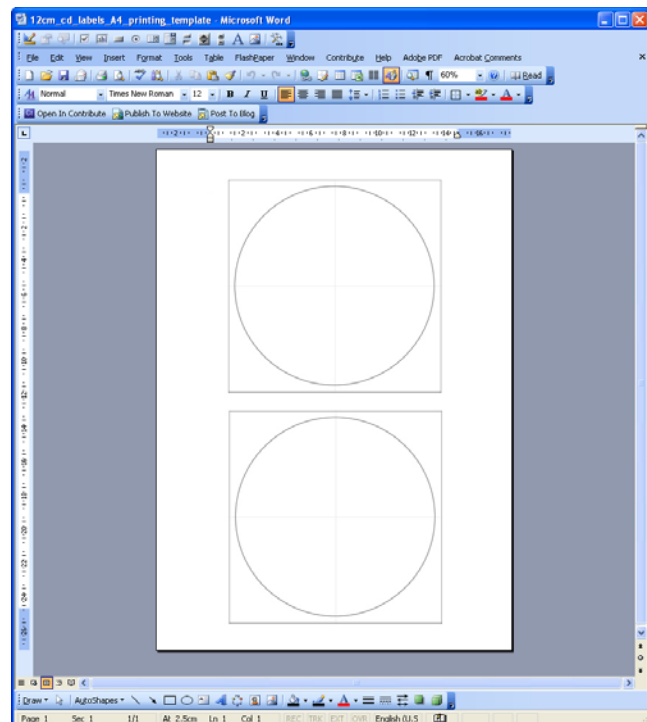 12cm_cd_labels_A4_printing_template - Microsoft Word
File Edit View Insert Format Tools Table FlashPaper Window Contribute Help Adobe PDF Acrobat Comments
60% Read
Normal Times New Roman 12 B I U
Open In Contribute Publish To Website Post To Blog
Draw AutoShapes
Page 1 Sec 1 1/1 At 2.5cm Ln 1 Col 1 REC TRK EXT OVR English (U.S